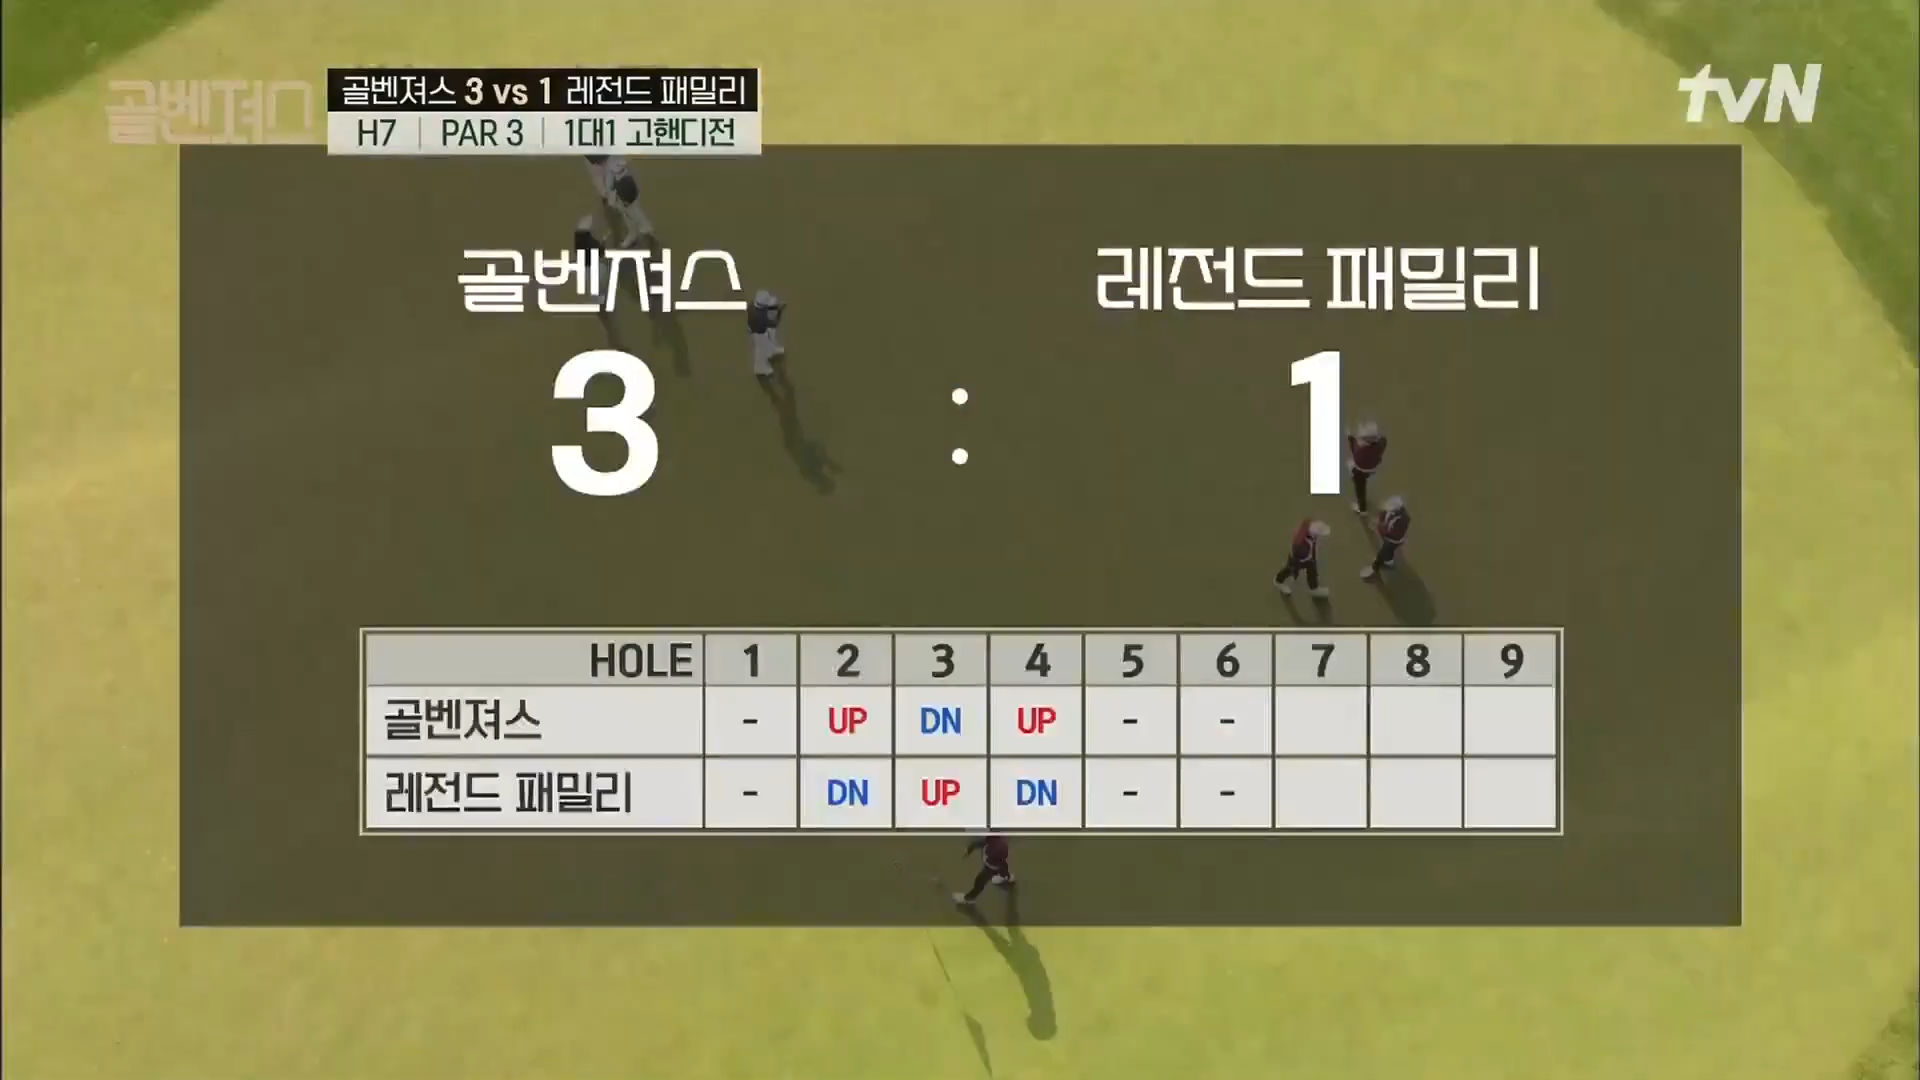 골벤져스
골벤져스 3 vs 1 레전드 패밀리
tvN
H7 | PAR 3 | 1대1 고핸디전
골벤져스 레전드 패밀리
3 : 1
HOLE 1 2 3 4 5 6 7 8 9
골벤져스 - UP DN UP - -
레전드 패밀리 - DN UP DN - -